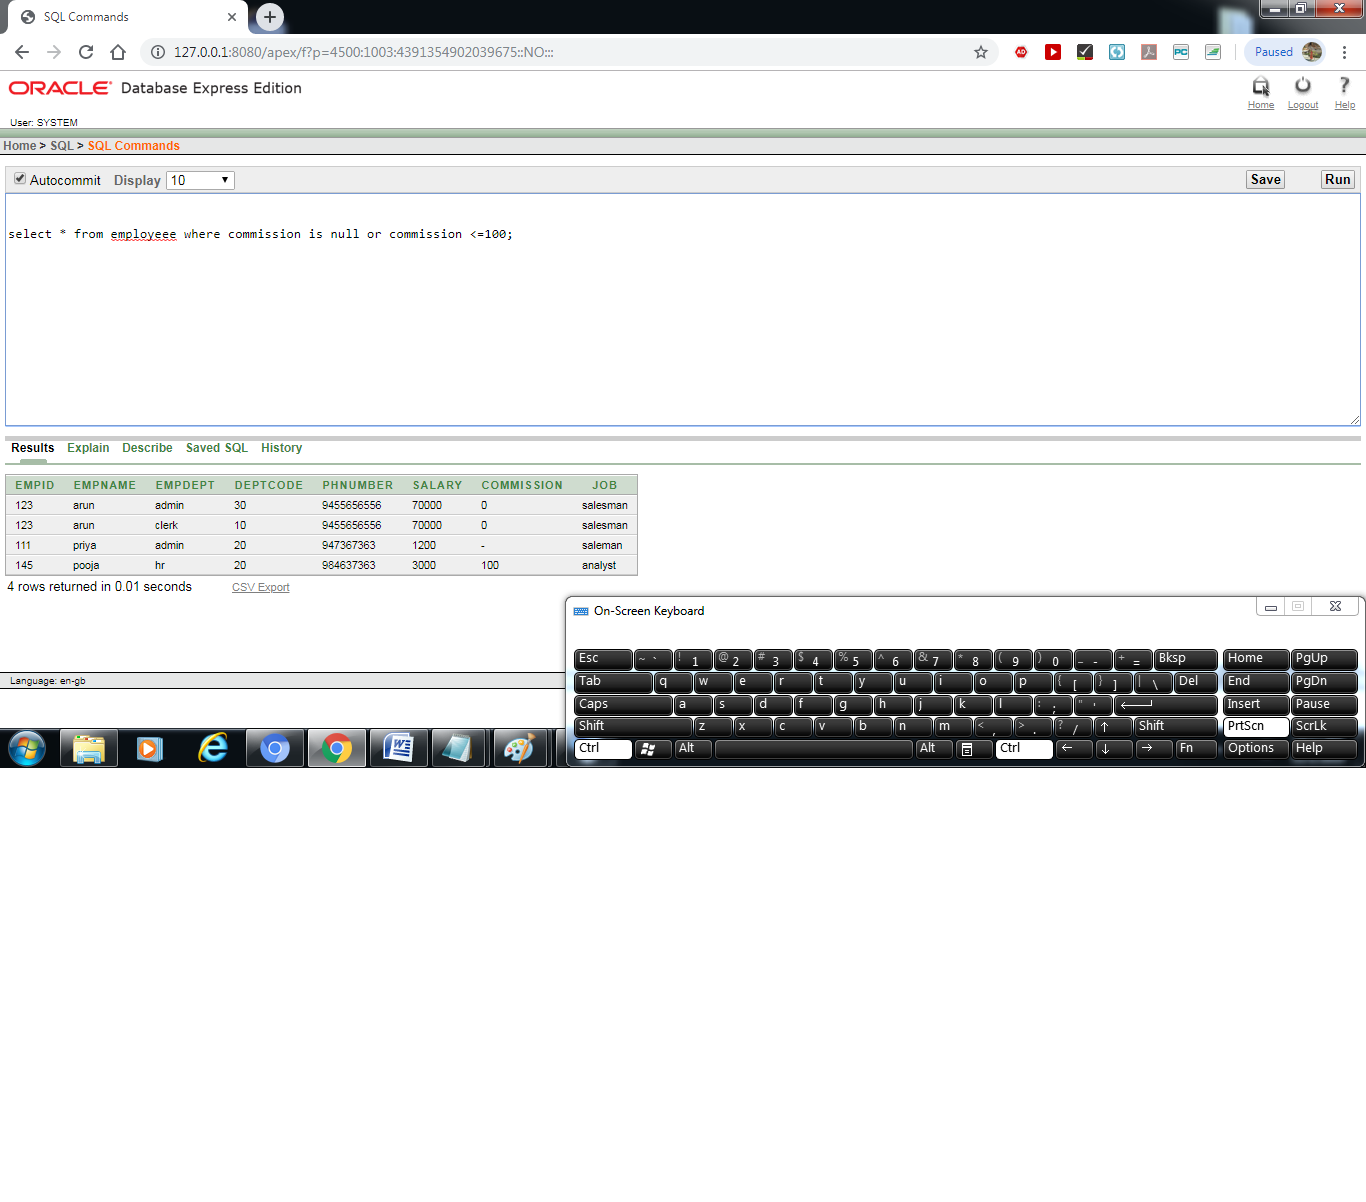 SQL Commands
127.0.0.1:8080/apex/f?p=4500:1003:4391354902039675::NO:::
Paused
ORACLE Database Express Edition
Home Logout Help
User: SYSTEM
Home > SQL > SQL Commands
Autocommit Display 10 Save Run
select * from employeee where commission is null or commission <=100;
Results Explain Describe Saved SQL History
EMPID EMPNAME EMPDEPT DEPTCODE PHNUMBER SALARY COMMISSION JOB
123 arun admin 30 9455656556 70000 0 salesman
123 arun clerk 10 9455656556 70000 0 salesman
111 priya admin 20 947367363 1200 - saleman
145 pooja hr 20 984637363 3000 100 analyst
4 rows returned in 0.01 seconds CSV Export
On-Screen Keyboard
Esc ~ ` ! 1 @ 2 # 3 $ 4 % 5 ^ 6 & 7 * 8 ( 9 ) 0 _ - + = Bksp Home PgUp
Tab q w e r t y u i o p { [ } ] | \ Del End PgDn
Caps a s d f g h j k l : ; " ' Insert Pause
Shift z x c v b n m < , > . ? / ↑ Shift PrtScn ScrLk
Ctrl Alt Alt Ctrl ← ↓ → Fn Options Help
Language: en-gb